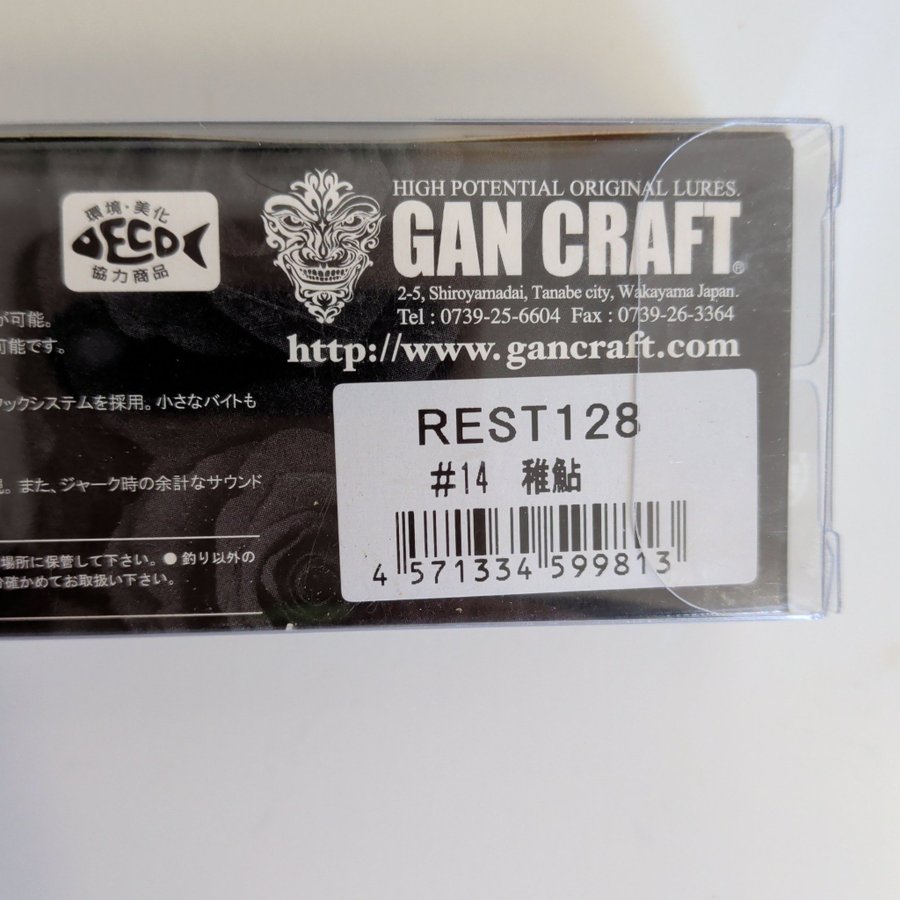 環境・美化
ECO
協力商品
HIGH POTENTIAL ORIGINAL LURES.
GAN CRAFT®
2-5, Shiroyamadai, Tanabe city, Wakayama Japan.
Tel : 0739-25-6604 Fax : 0739-26-3364
http://www.gancraft.com
が可能。
可能です。
ックシステムを採用。小さなバイトも
。また、ジャーク時の余計なサウンド
場所に保管して下さい。● 釣り以外の
確かめてお取扱い下さい。
REST128
#14 稚鮎
4 571334 599813